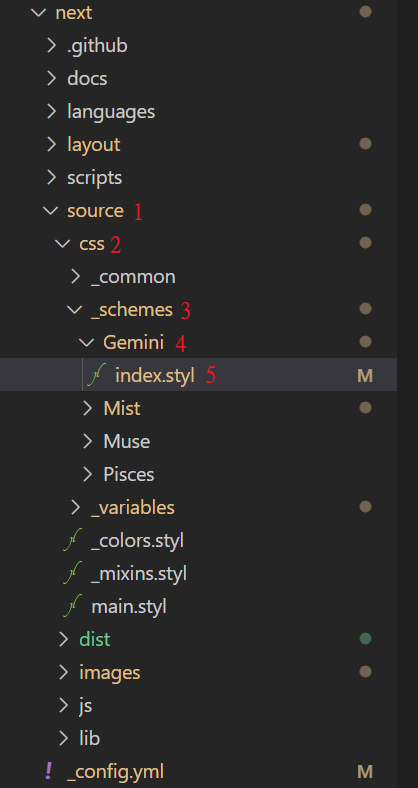 next
.github
docs
languages
layout
scripts
source 1
css 2
_common
_schemes 3
Gemini 4
index.styl 5 M
Mist
Muse
Pisces
_variables
_colors.styl
_mixins.styl
main.styl
dist
images
js
lib
! _config.yml M